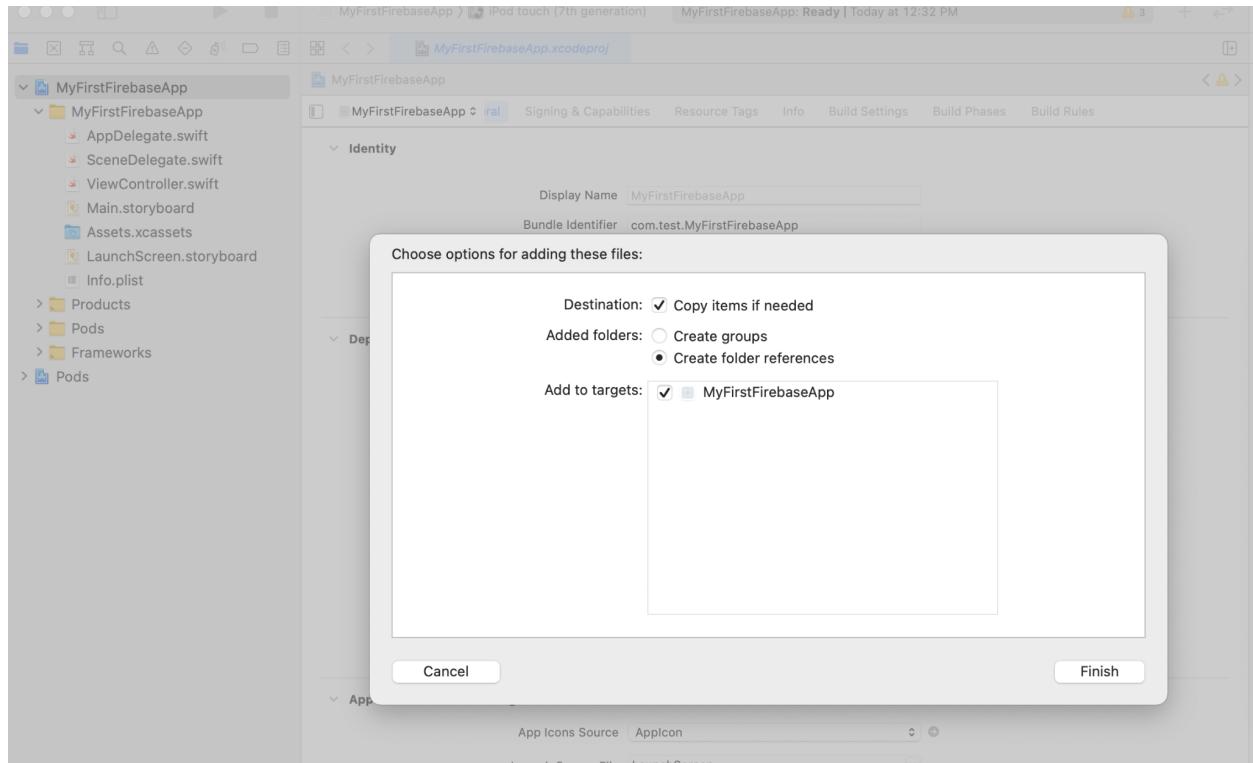 MyFirstFirebaseApp 〉 iPod touch (7th generation)
MyFirstFirebaseApp: Ready | Today at 12:32 PM
3
MyFirstFirebaseApp.xcodeproj
MyFirstFirebaseApp
MyFirstFirebaseApp
AppDelegate.swift
SceneDelegate.swift
ViewController.swift
Main.storyboard
Assets.xcassets
LaunchScreen.storyboard
Info.plist
Products
Pods
Frameworks
Pods
MyFirstFirebaseApp
MyFirstFirebaseApp ral Signing & Capabilities Resource Tags Info Build Settings Build Phases Build Rules
Identity
Display Name MyFirstFirebaseApp
Bundle Identifier com.test.MyFirstFirebaseApp
Dep
Choose options for adding these files:
Destination: Copy items if needed
Added folders: Create groups
Create folder references
Add to targets: MyFirstFirebaseApp
Cancel Finish
App
App Icons Source AppIcon